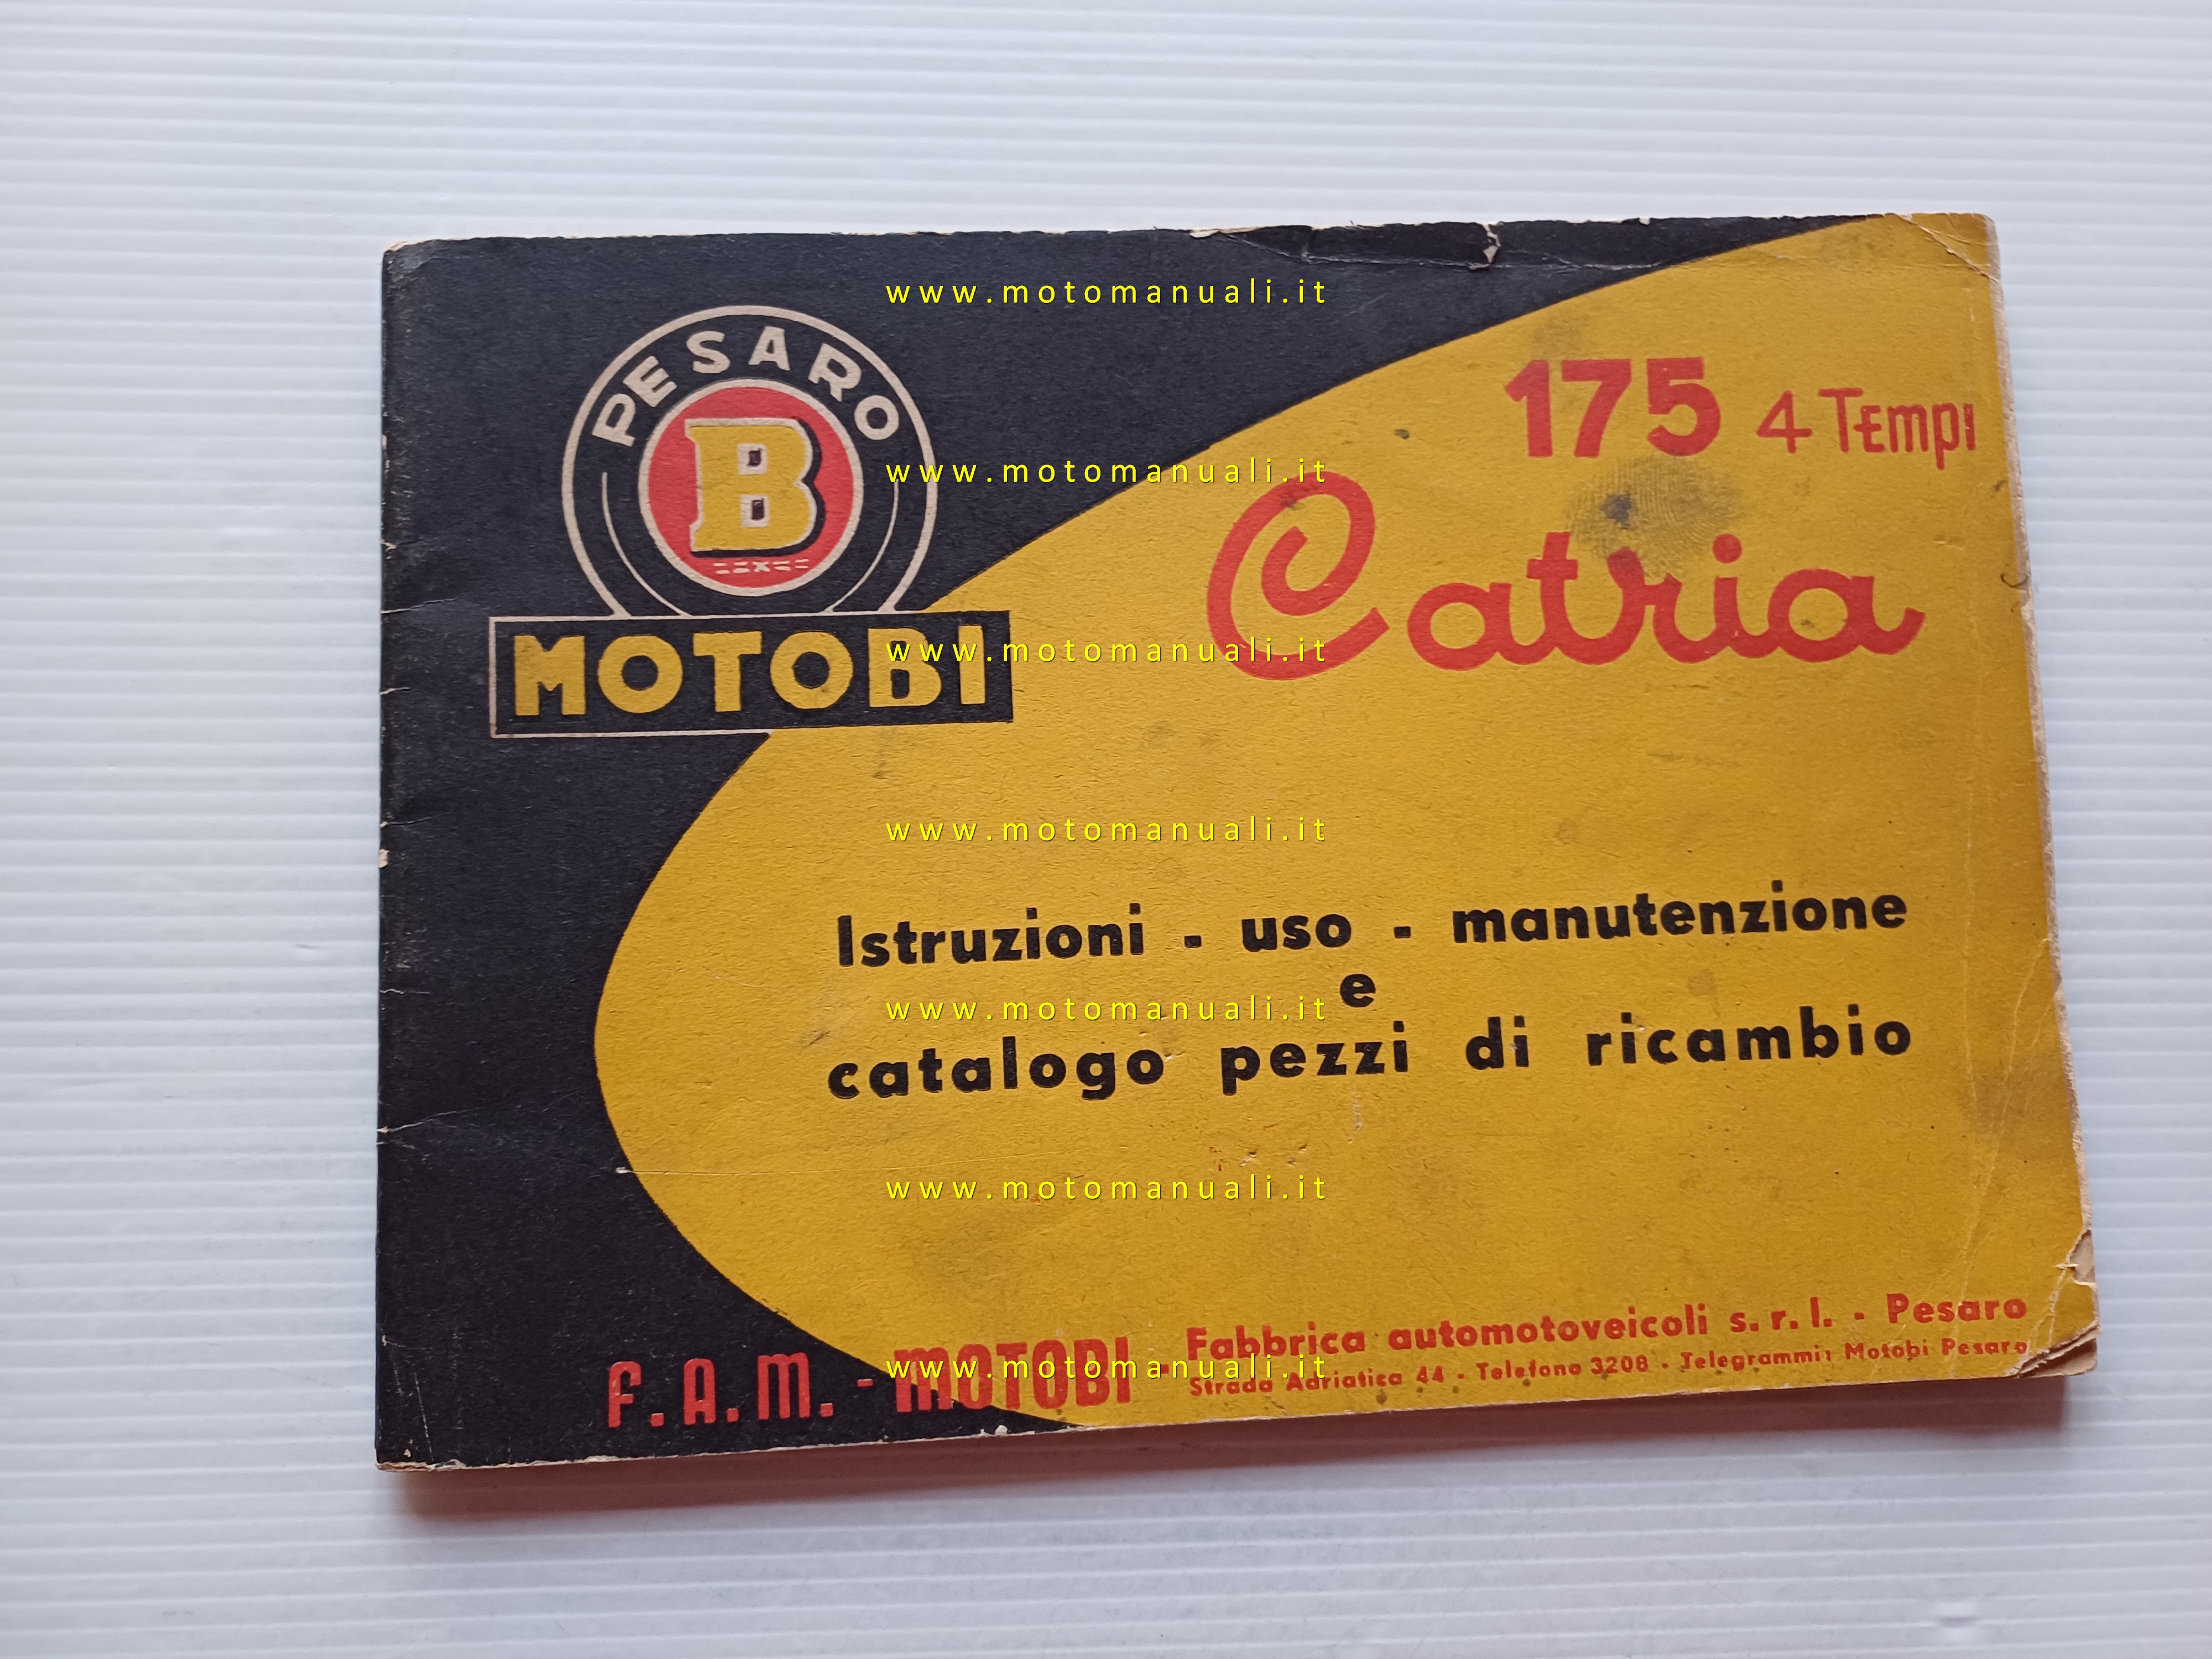 www.motomanuali.it
PESARO
B
MOTOBI
175 4 Tempi
www.motomanuali.it
Catria
www.motomanuali.it
www.motomanuali.it
Istruzioni - uso - manutenzione
e
www.motomanuali.it
catalogo pezzi di ricambio
www.motomanuali.it
F.A.M. - MOTOBI - Fabbrica automotoveicoli s.r.l. - Pesaro
Strada Adriatica 44 - Telefono 3208 - Telegrammi: Motobi Pesaro
www.motomanuali.it